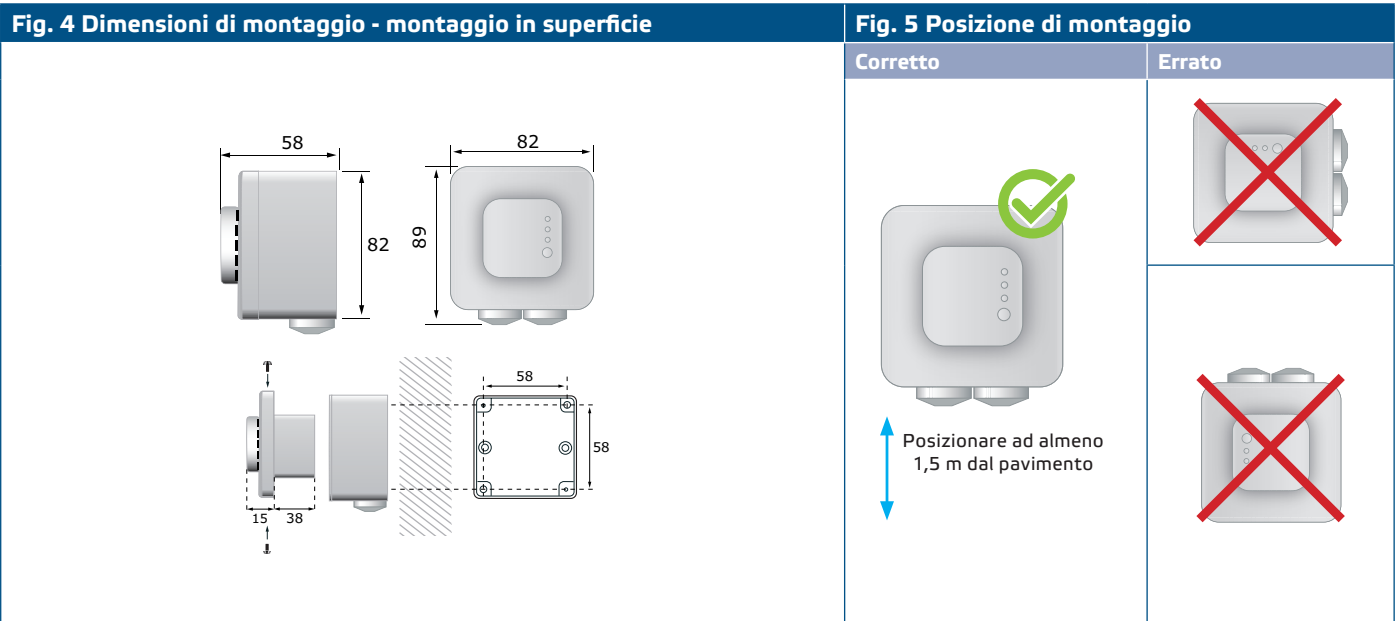 Fig. 4 Dimensioni di montaggio - montaggio in superficie
58
82
82
89
58
58
15
38
Fig. 5 Posizione di montaggio
Corretto
Errato
Posizionare ad almeno
1,5 m dal pavimento